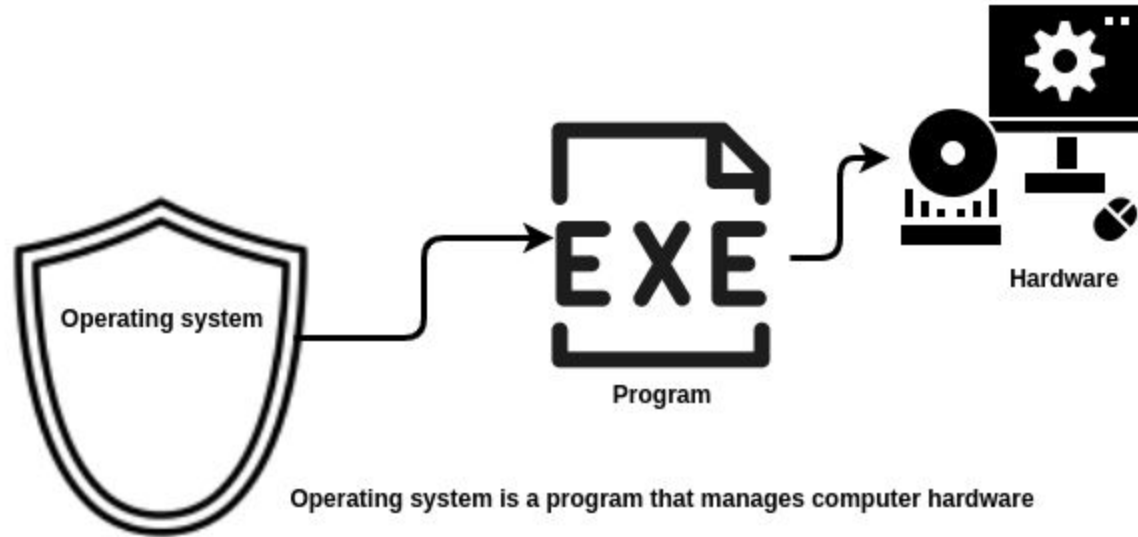 Operating system
EXE
Program
Hardware
Operating system is a program that manages computer hardware